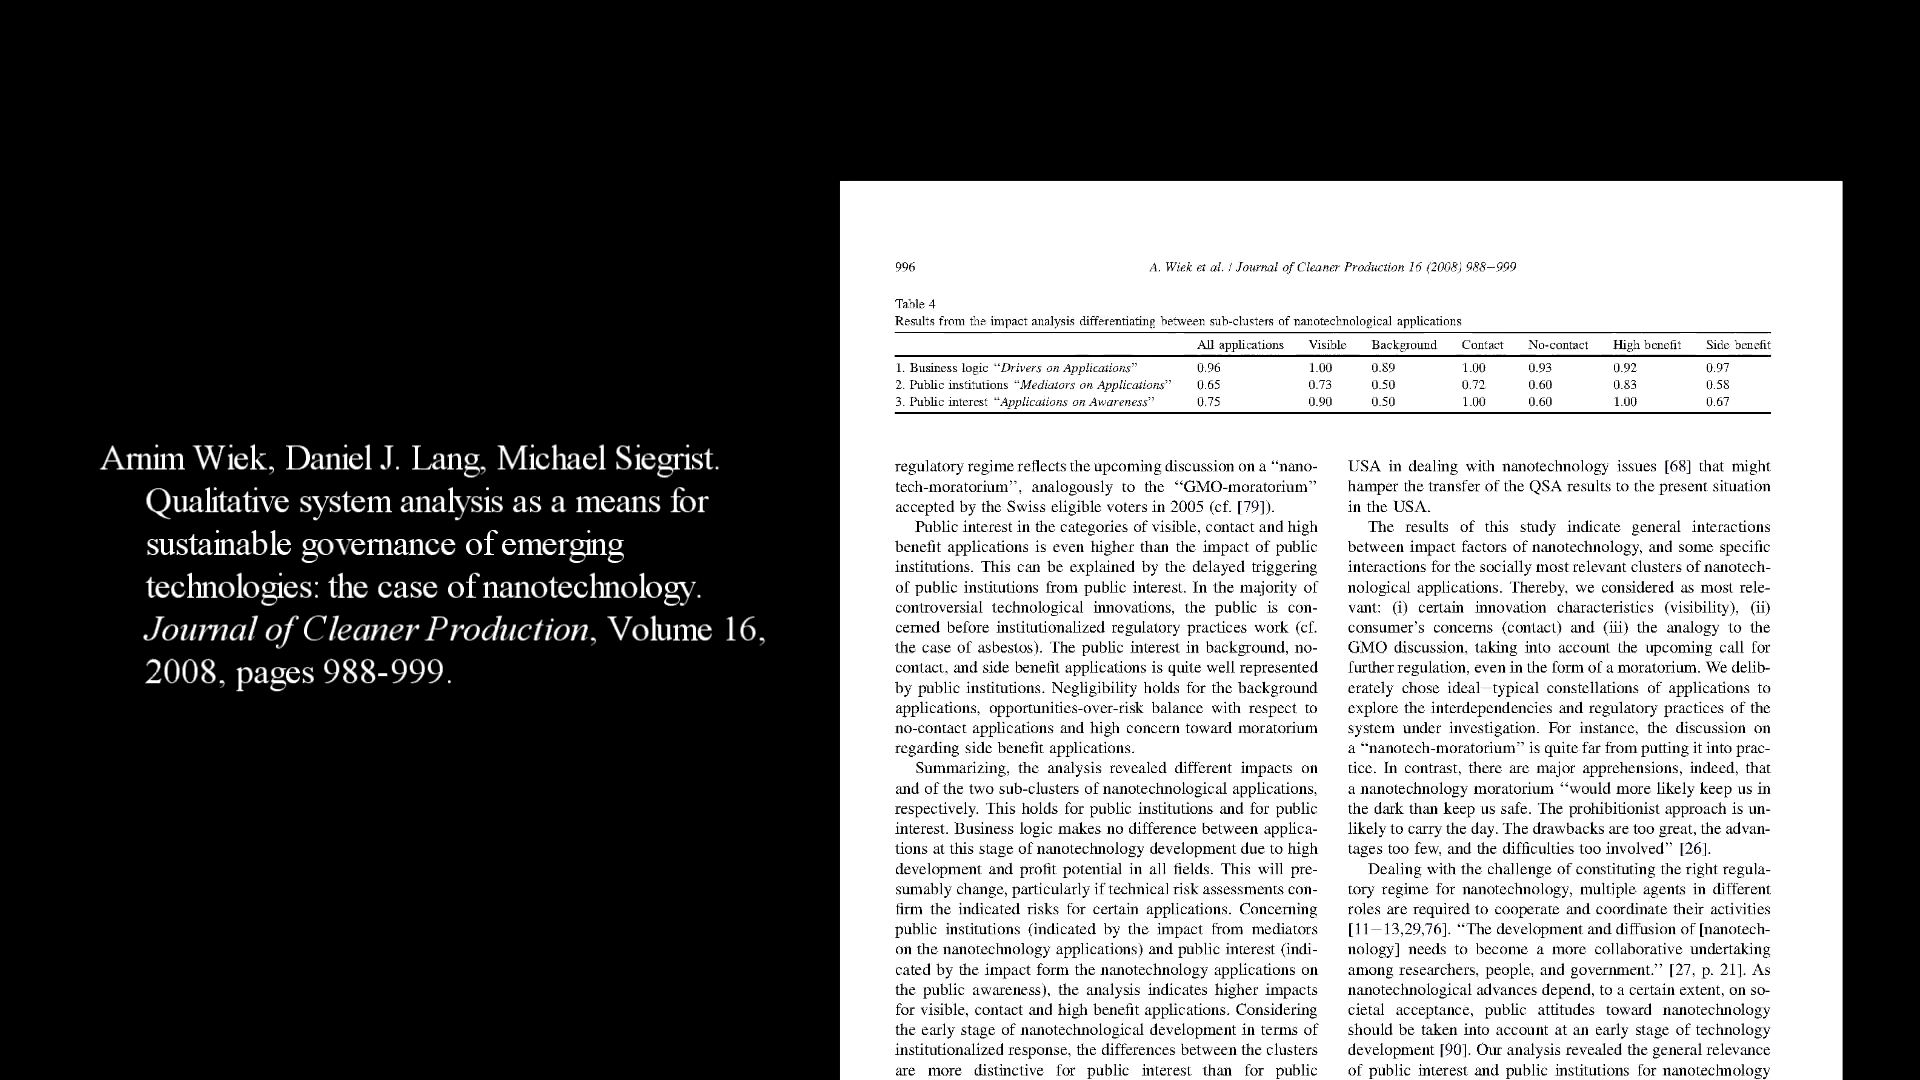 Arnim Wiek, Daniel J. Lang, Michael Siegrist.
Qualitative system analysis as a means for
sustainable governance of emerging
technologies: the case of nanotechnology.
Journal of Cleaner Production, Volume 16,
2008, pages 988-999.
996
A. Wiek et al. / Journal of Cleaner Production 16 (2008) 988–999
Table 4
Results from the impact analysis differentiating between sub-clusters of nanotechnological applications
All applications Visible Background Contact No-contact High benefit Side benefit
1. Business logic “Drivers on Applications” 0.96 1.00 0.89 1.00 0.93 0.92 0.97
2. Public institutions “Mediators on Applications” 0.65 0.73 0.50 0.72 0.60 0.83 0.58
3. Public interest “Applications on Awareness” 0.75 0.90 0.50 1.00 0.60 1.00 0.67
regulatory regime reflects the upcoming discussion on a “nano-
tech-moratorium”, analogously to the “GMO-moratorium”
accepted by the Swiss eligible voters in 2005 (cf. [79]).
Public interest in the categories of visible, contact and high
benefit applications is even higher than the impact of public
institutions. This can be explained by the delayed triggering
of public institutions from public interest. In the majority of
controversial technological innovations, the public is con-
cerned before institutionalized regulatory practices work (cf.
the case of asbestos). The public interest in background, no-
contact, and side benefit applications is quite well represented
by public institutions. Negligibility holds for the background
applications, opportunities-over-risk balance with respect to
no-contact applications and high concern toward moratorium
regarding side benefit applications.
Summarizing, the analysis revealed different impacts on
and of the two sub-clusters of nanotechnological applications,
respectively. This holds for public institutions and for public
interest. Business logic makes no difference between applica-
tions at this stage of nanotechnology development due to high
development and profit potential in all fields. This will pre-
sumably change, particularly if technical risk assessments con-
firm the indicated risks for certain applications. Concerning
public institutions (indicated by the impact from mediators
on the nanotechnology applications) and public interest (indi-
cated by the impact form the nanotechnology applications on
the public awareness), the analysis indicates higher impacts
for visible, contact and high benefit applications. Considering
the early stage of nanotechnological development in terms of
institutionalized response, the differences between the clusters
are more distinctive for public interest than for public
USA in dealing with nanotechnology issues [68] that might
hamper the transfer of the QSA results to the present situation
in the USA.
The results of this study indicate general interactions
between impact factors of nanotechnology, and some specific
interactions for the socially most relevant clusters of nanotech-
nological applications. Thereby, we considered as most rele-
vant: (i) certain innovation characteristics (visibility), (ii)
consumer’s concerns (contact) and (iii) the analogy to the
GMO discussion, taking into account the upcoming call for
further regulation, even in the form of a moratorium. We delib-
erately chose ideal–typical constellations of applications to
explore the interdependencies and regulatory practices of the
system under investigation. For instance, the discussion on
a “nanotech-moratorium” is quite far from putting it into prac-
tice. In contrast, there are major apprehensions, indeed, that
a nanotechnology moratorium “would more likely keep us in
the dark than keep us safe. The prohibitionist approach is un-
likely to carry the day. The drawbacks are too great, the advan-
tages too few, and the difficulties too involved” [26].
Dealing with the challenge of constituting the right regula-
tory regime for nanotechnology, multiple agents in different
roles are required to cooperate and coordinate their activities
[11–13,29,76]. “The development and diffusion of [nanotech-
nology] needs to become a more collaborative undertaking
among researchers, people, and government.” [27, p. 21]. As
nanotechnological advances depend, to a certain extent, on so-
cietal acceptance, public attitudes toward nanotechnology
should be taken into account at an early stage of technology
development [90]. Our analysis revealed the general relevance
of public interest and public institutions for nanotechnology